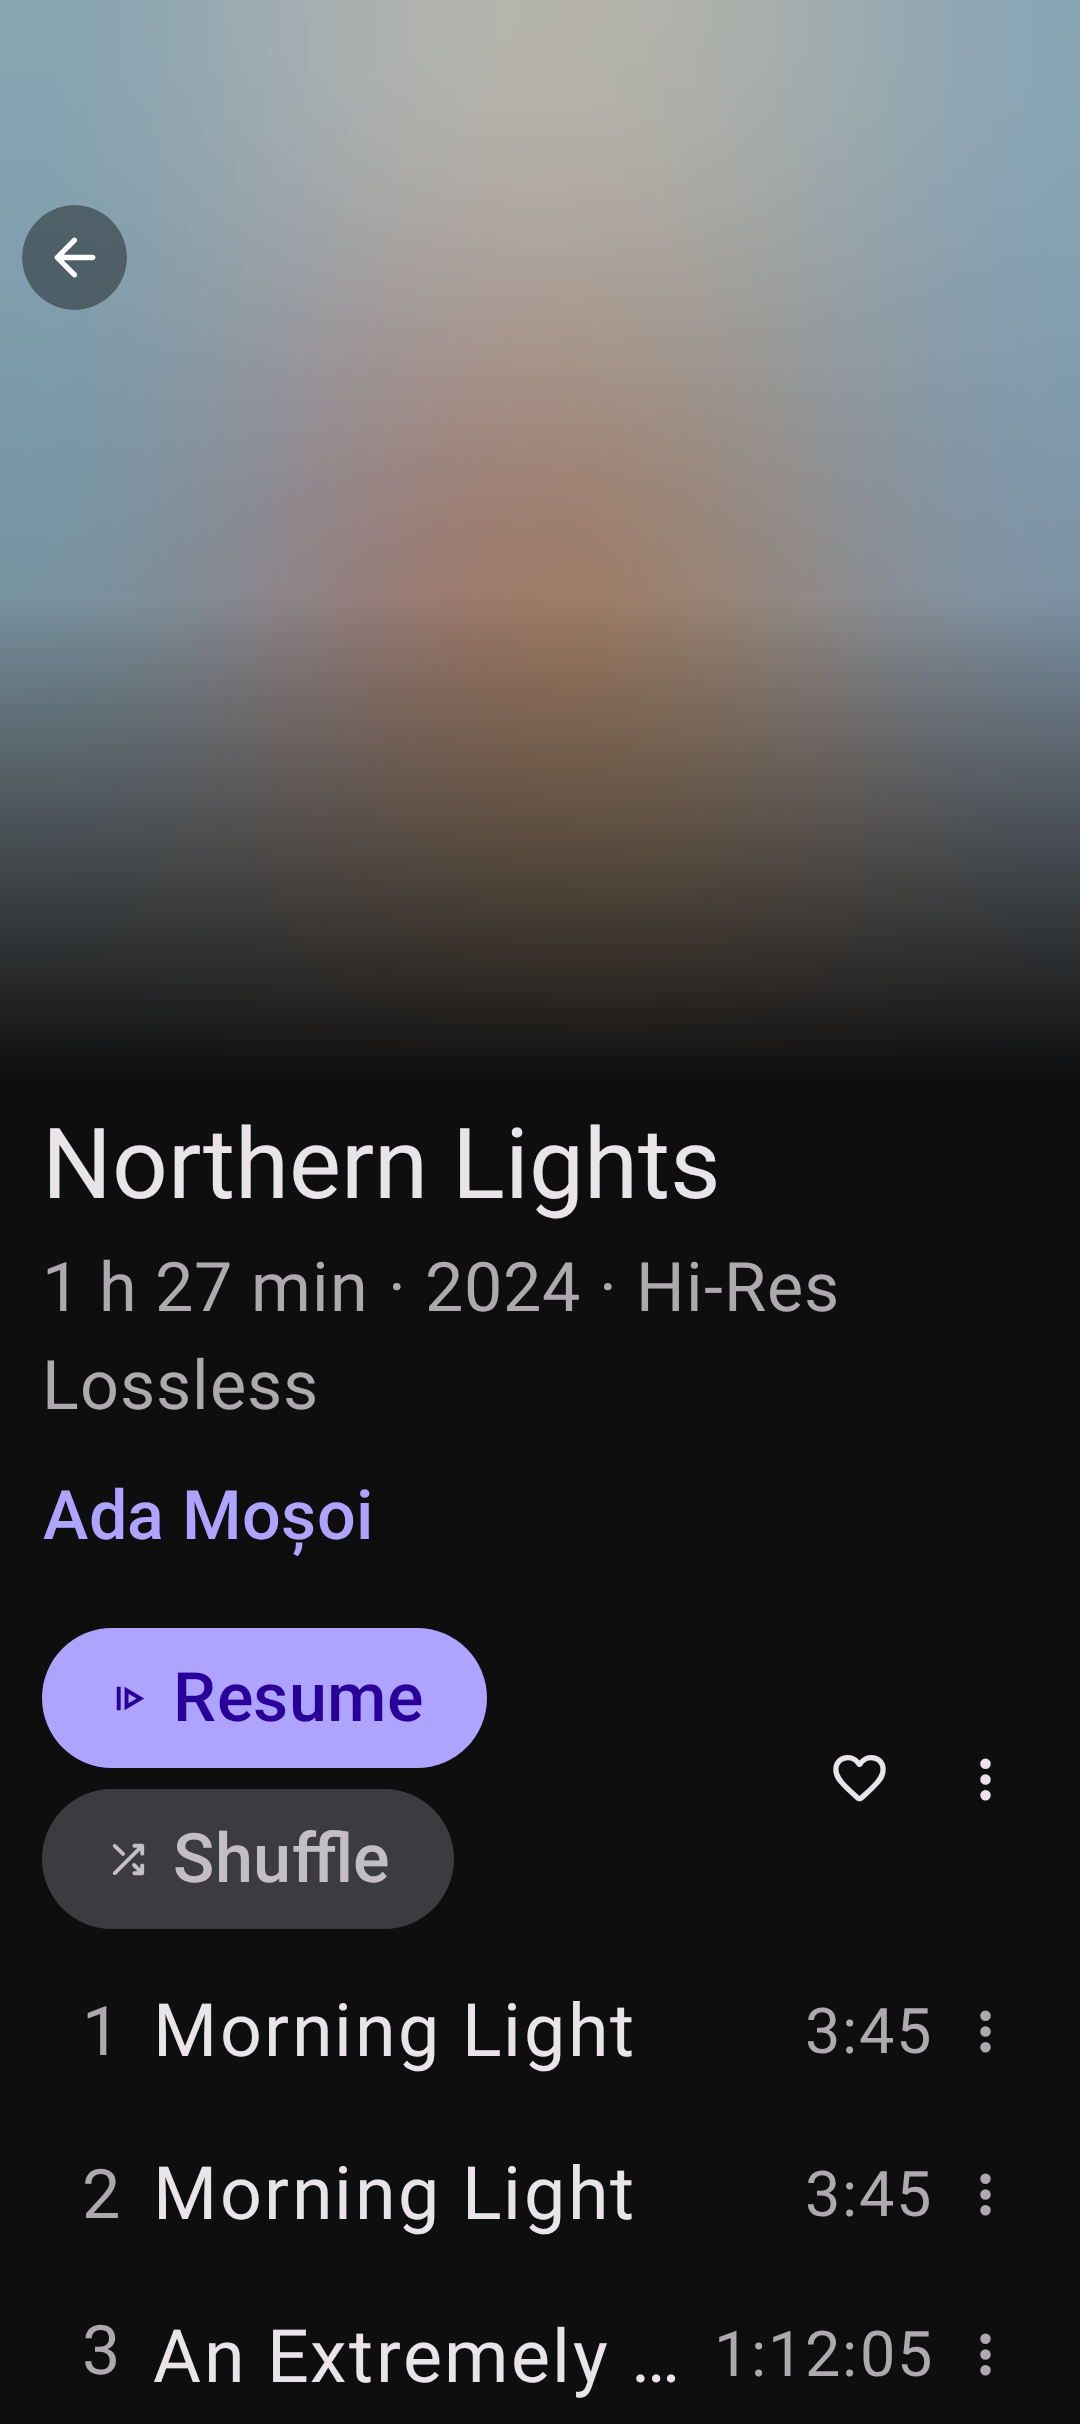 Northern Lights
1 h 27 min · 2024 · Hi-Res
Lossless
Ada Moșoi
Resume
Shuffle
1 Morning Light 3:45
2 Morning Light 3:45
3 An Extremely … 1:12:05